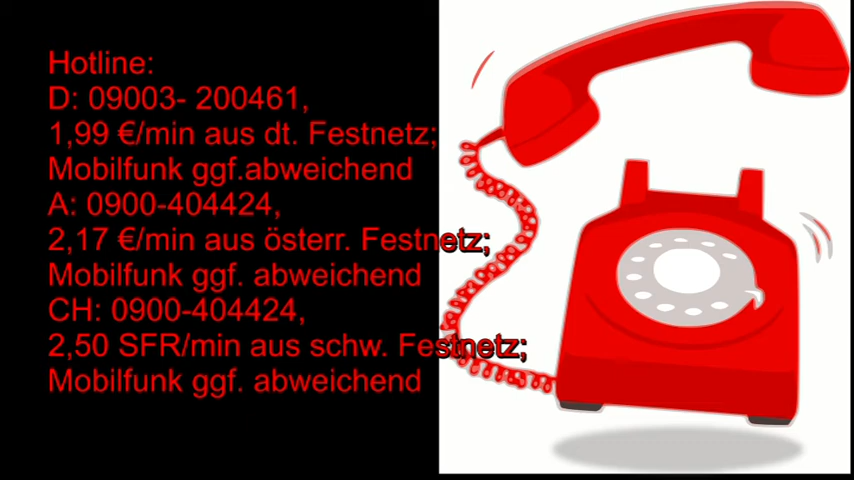 Hotline:
D: 09003- 200461,
1,99 €/min aus dt. Festnetz;
Mobilfunk ggf.abweichend
A: 0900-404424,
2,17 €/min aus österr. Festnetz;
Mobilfunk ggf. abweichend
CH: 0900-404424,
2,50 SFR/min aus schw. Festnetz;
Mobilfunk ggf. abweichend